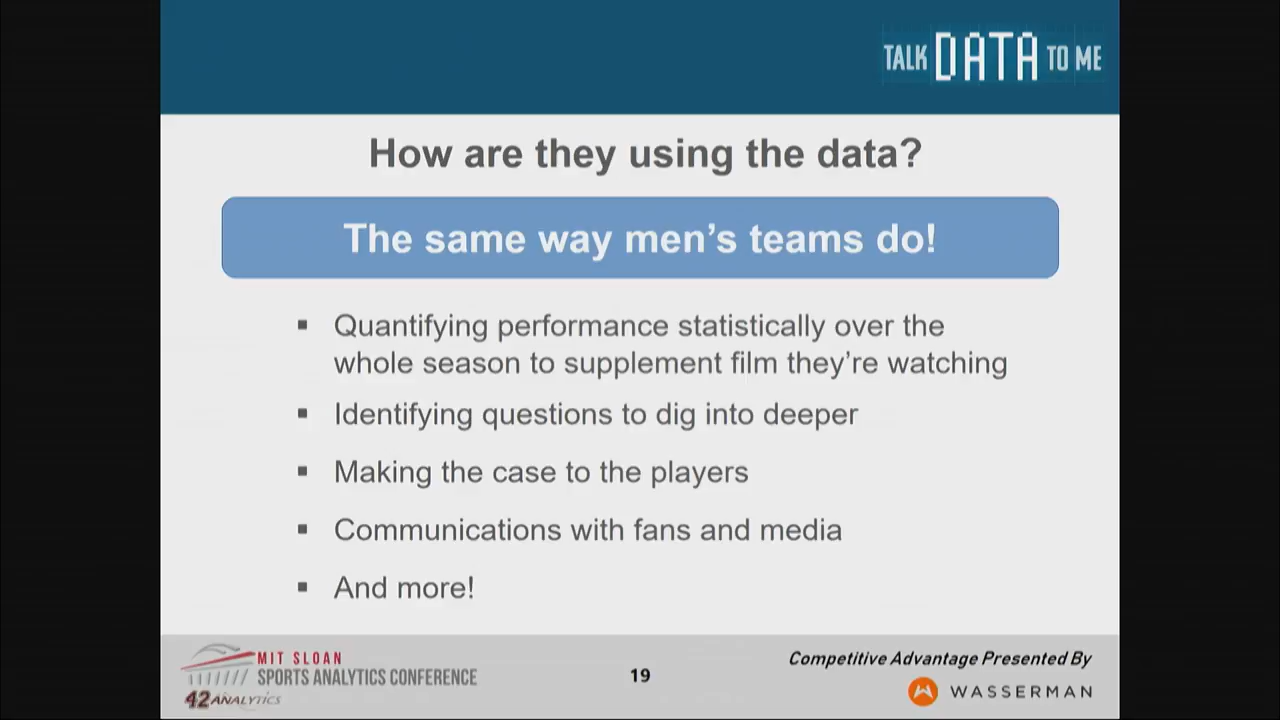 TALK DATA TO ME
How are they using the data?
The same way men's teams do!
▪ Quantifying performance statistically over the
whole season to supplement film they're watching
▪ Identifying questions to dig into deeper
▪ Making the case to the players
▪ Communications with fans and media
▪ And more!
MIT SLOAN
SPORTS ANALYTICS CONFERENCE
42 ANALYTICS
19
Competitive Advantage Presented By
WASSERMAN